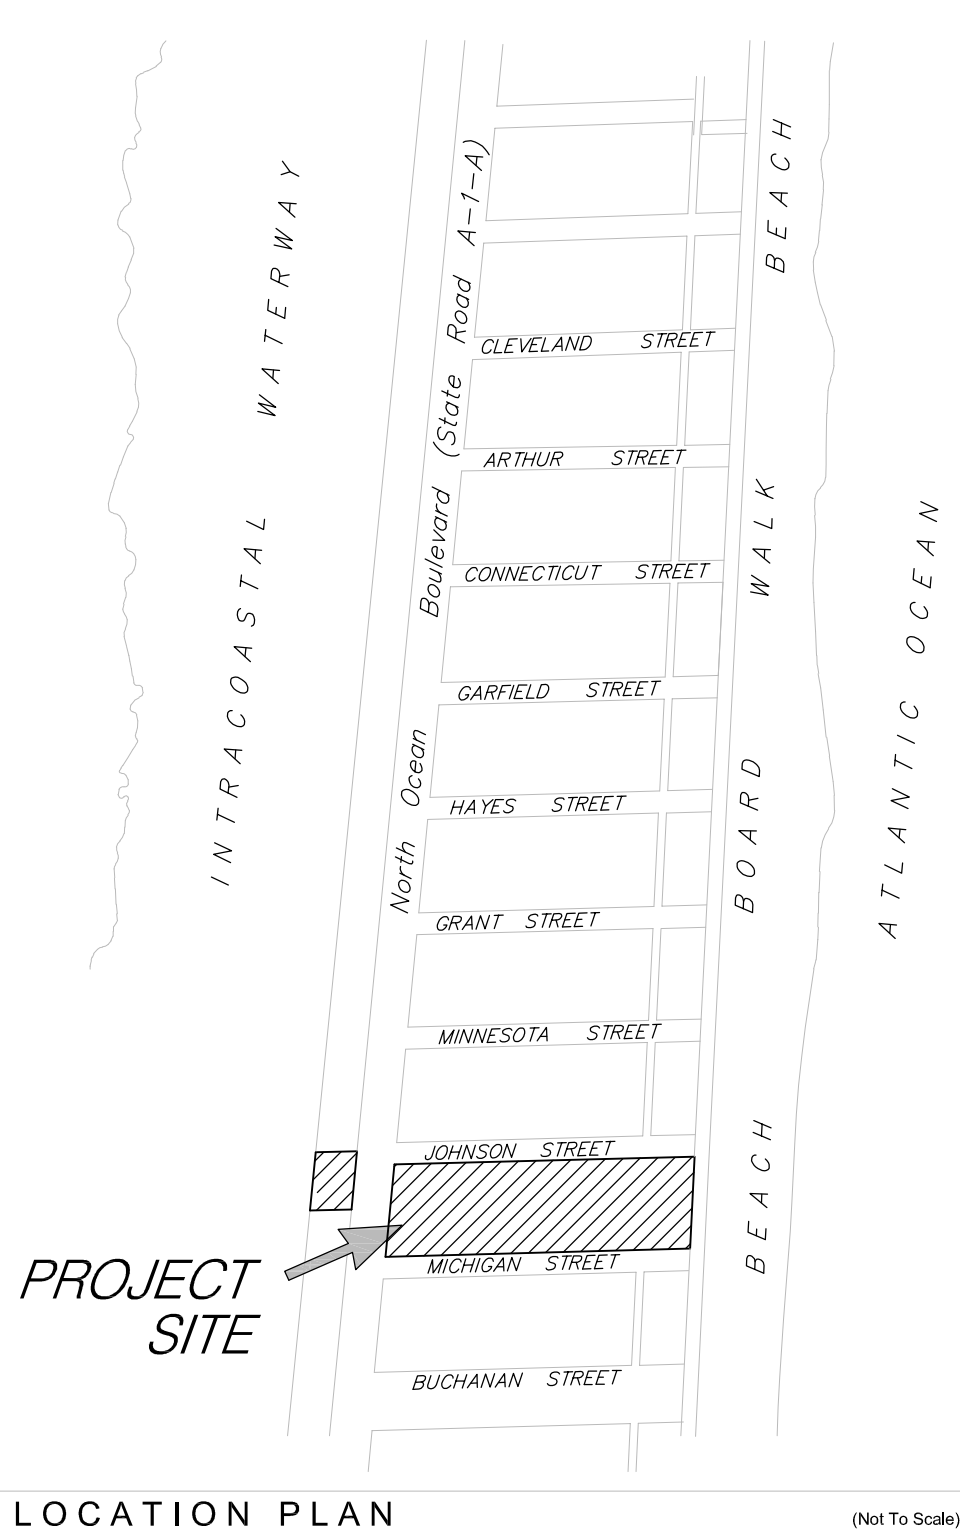 INTRACOASTAL WATERWAY
North Ocean Boulevard (State Road A-1-A)
CLEVELAND STREET
ARTHUR STREET
CONNECTICUT STREET
GARFIELD STREET
HAYES STREET
GRANT STREET
MINNESOTA STREET
JOHNSON STREET
MICHIGAN STREET
BUCHANAN STREET
BEACH BOARD WALK BEACH
ATLANTIC OCEAN
PROJECT
SITE
LOCATION PLAN
(Not To Scale)